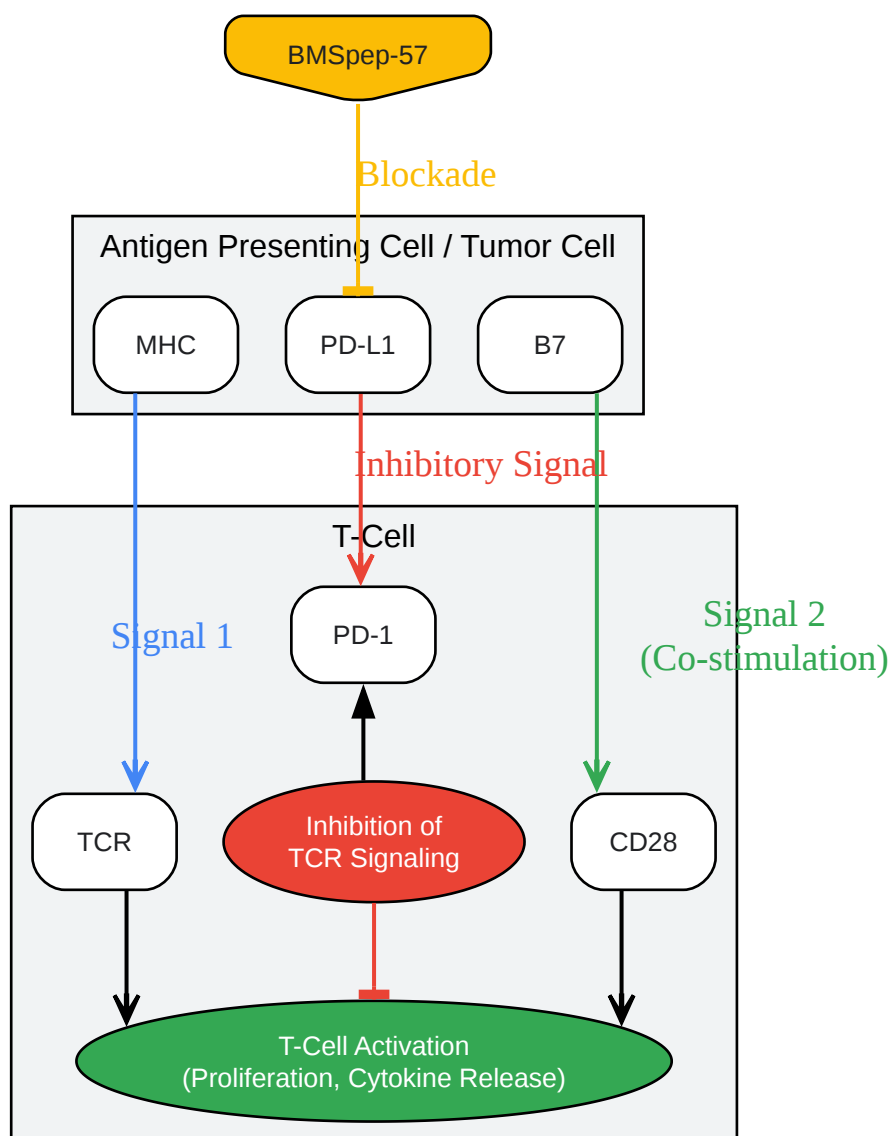 BMSpep-57
Blockade
Antigen Presenting Cell / Tumor Cell
MHC
PD-L1
B7
Inhibitory Signal
T-Cell
Signal 1
PD-1
Signal 2
(Co-stimulation)
TCR
Inhibition of
TCR Signaling
CD28
T-Cell Activation
(Proliferation, Cytokine Release)